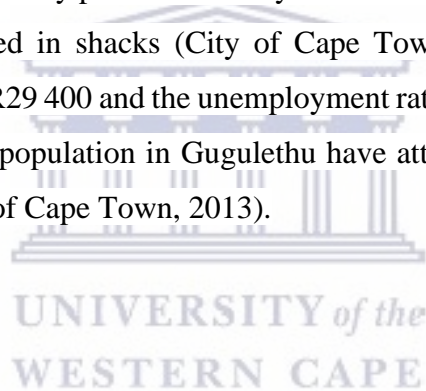 ed in shacks (City of Cape Tow
R29 400 and the unemployment rat
population in Gugulethu have att
of Cape Town, 2013).
UNIVERSITY of the
WESTERN CAPE